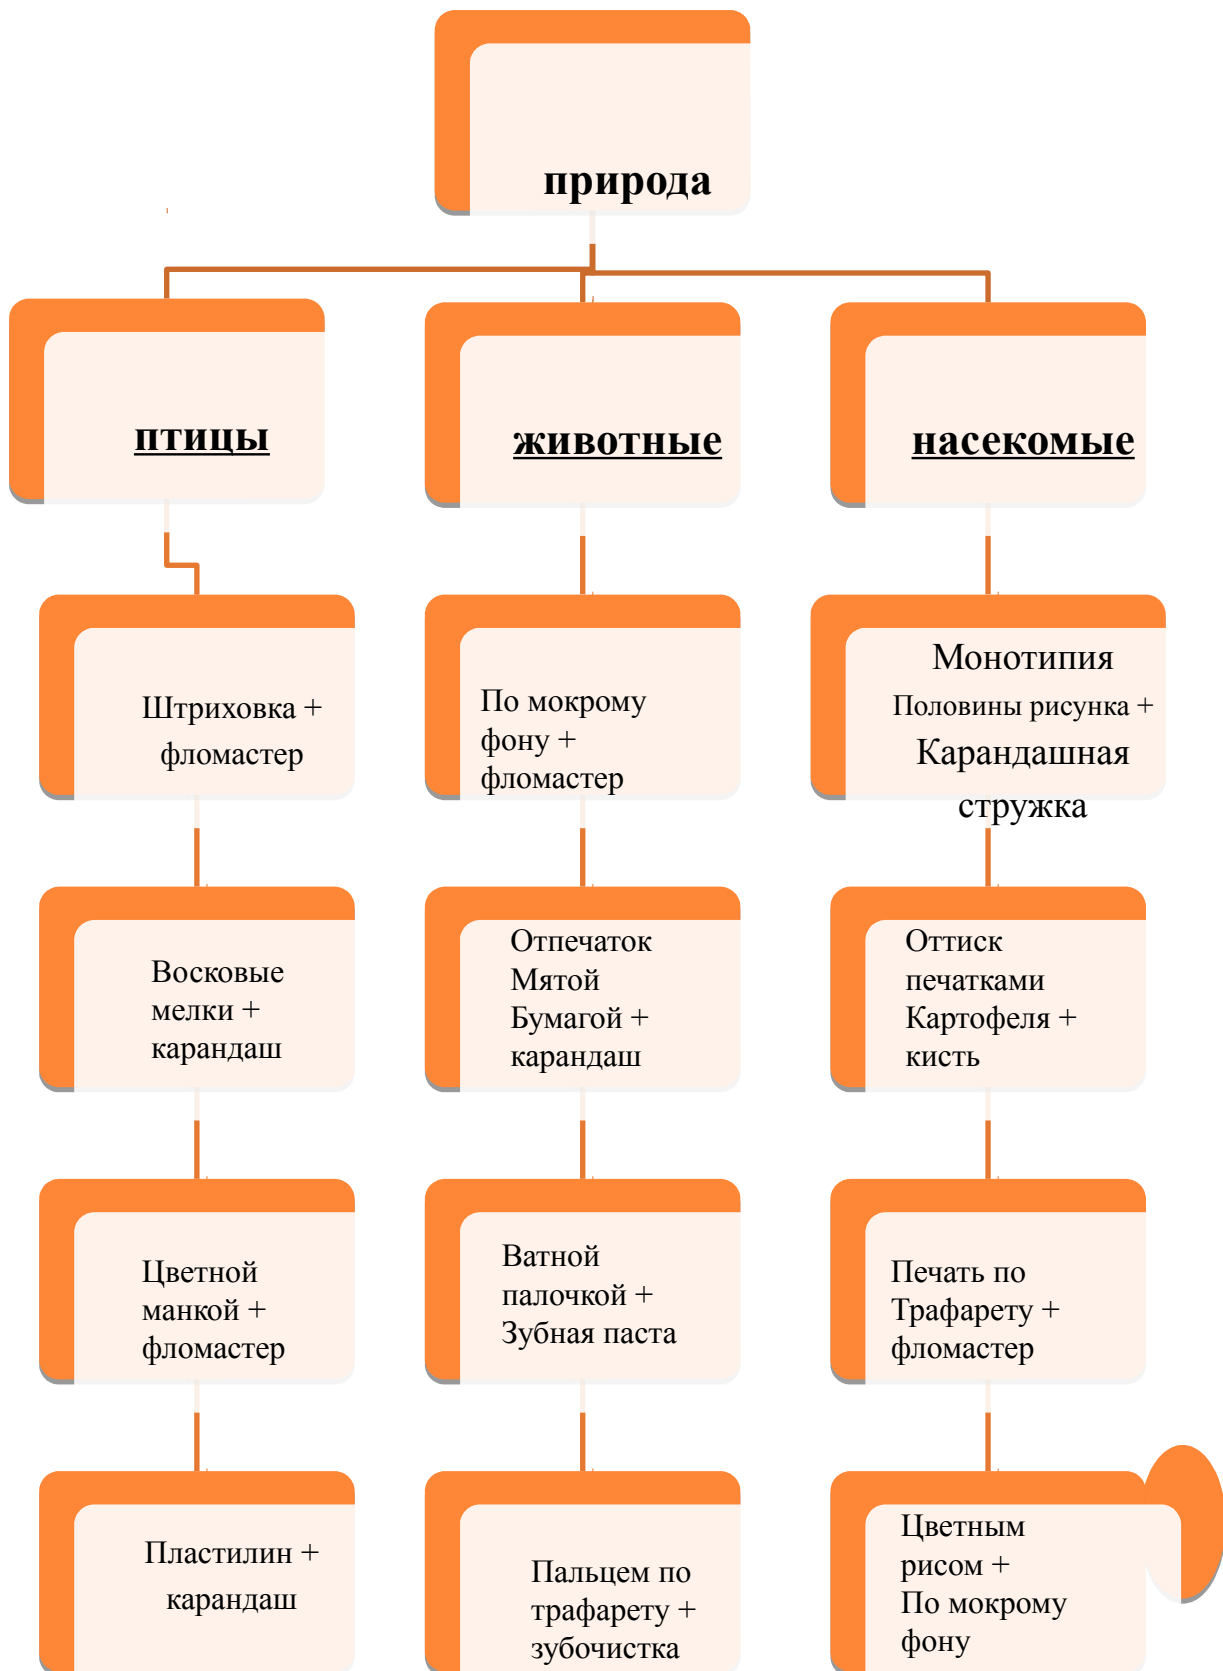 природа
птицы
животные
насекомые
Штриховка +
фломастер
По мокрому
фону +
фломастер
Монотипия
Половины рисунка +
Карандашная
стружка
Восковые
мелки +
карандаш
Отпечаток
Мятой
Бумагой +
карандаш
Оттиск
печатками
Картофеля +
кисть
Цветной
манкой +
фломастер
Ватной
палочкой +
Зубная паста
Печать по
Трафарету +
фломастер
Пластилин +
карандаш
Пальцем по
трафарету +
зубочистка
Цветным
рисом +
По мокрому
фону